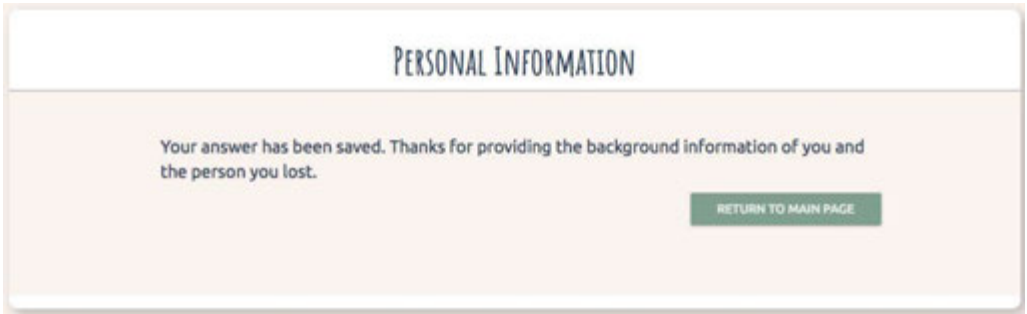 Personal Information
Your answer has been saved. Thanks for providing the background information of you and
the person you lost.
RETURN TO MAIN PAGE